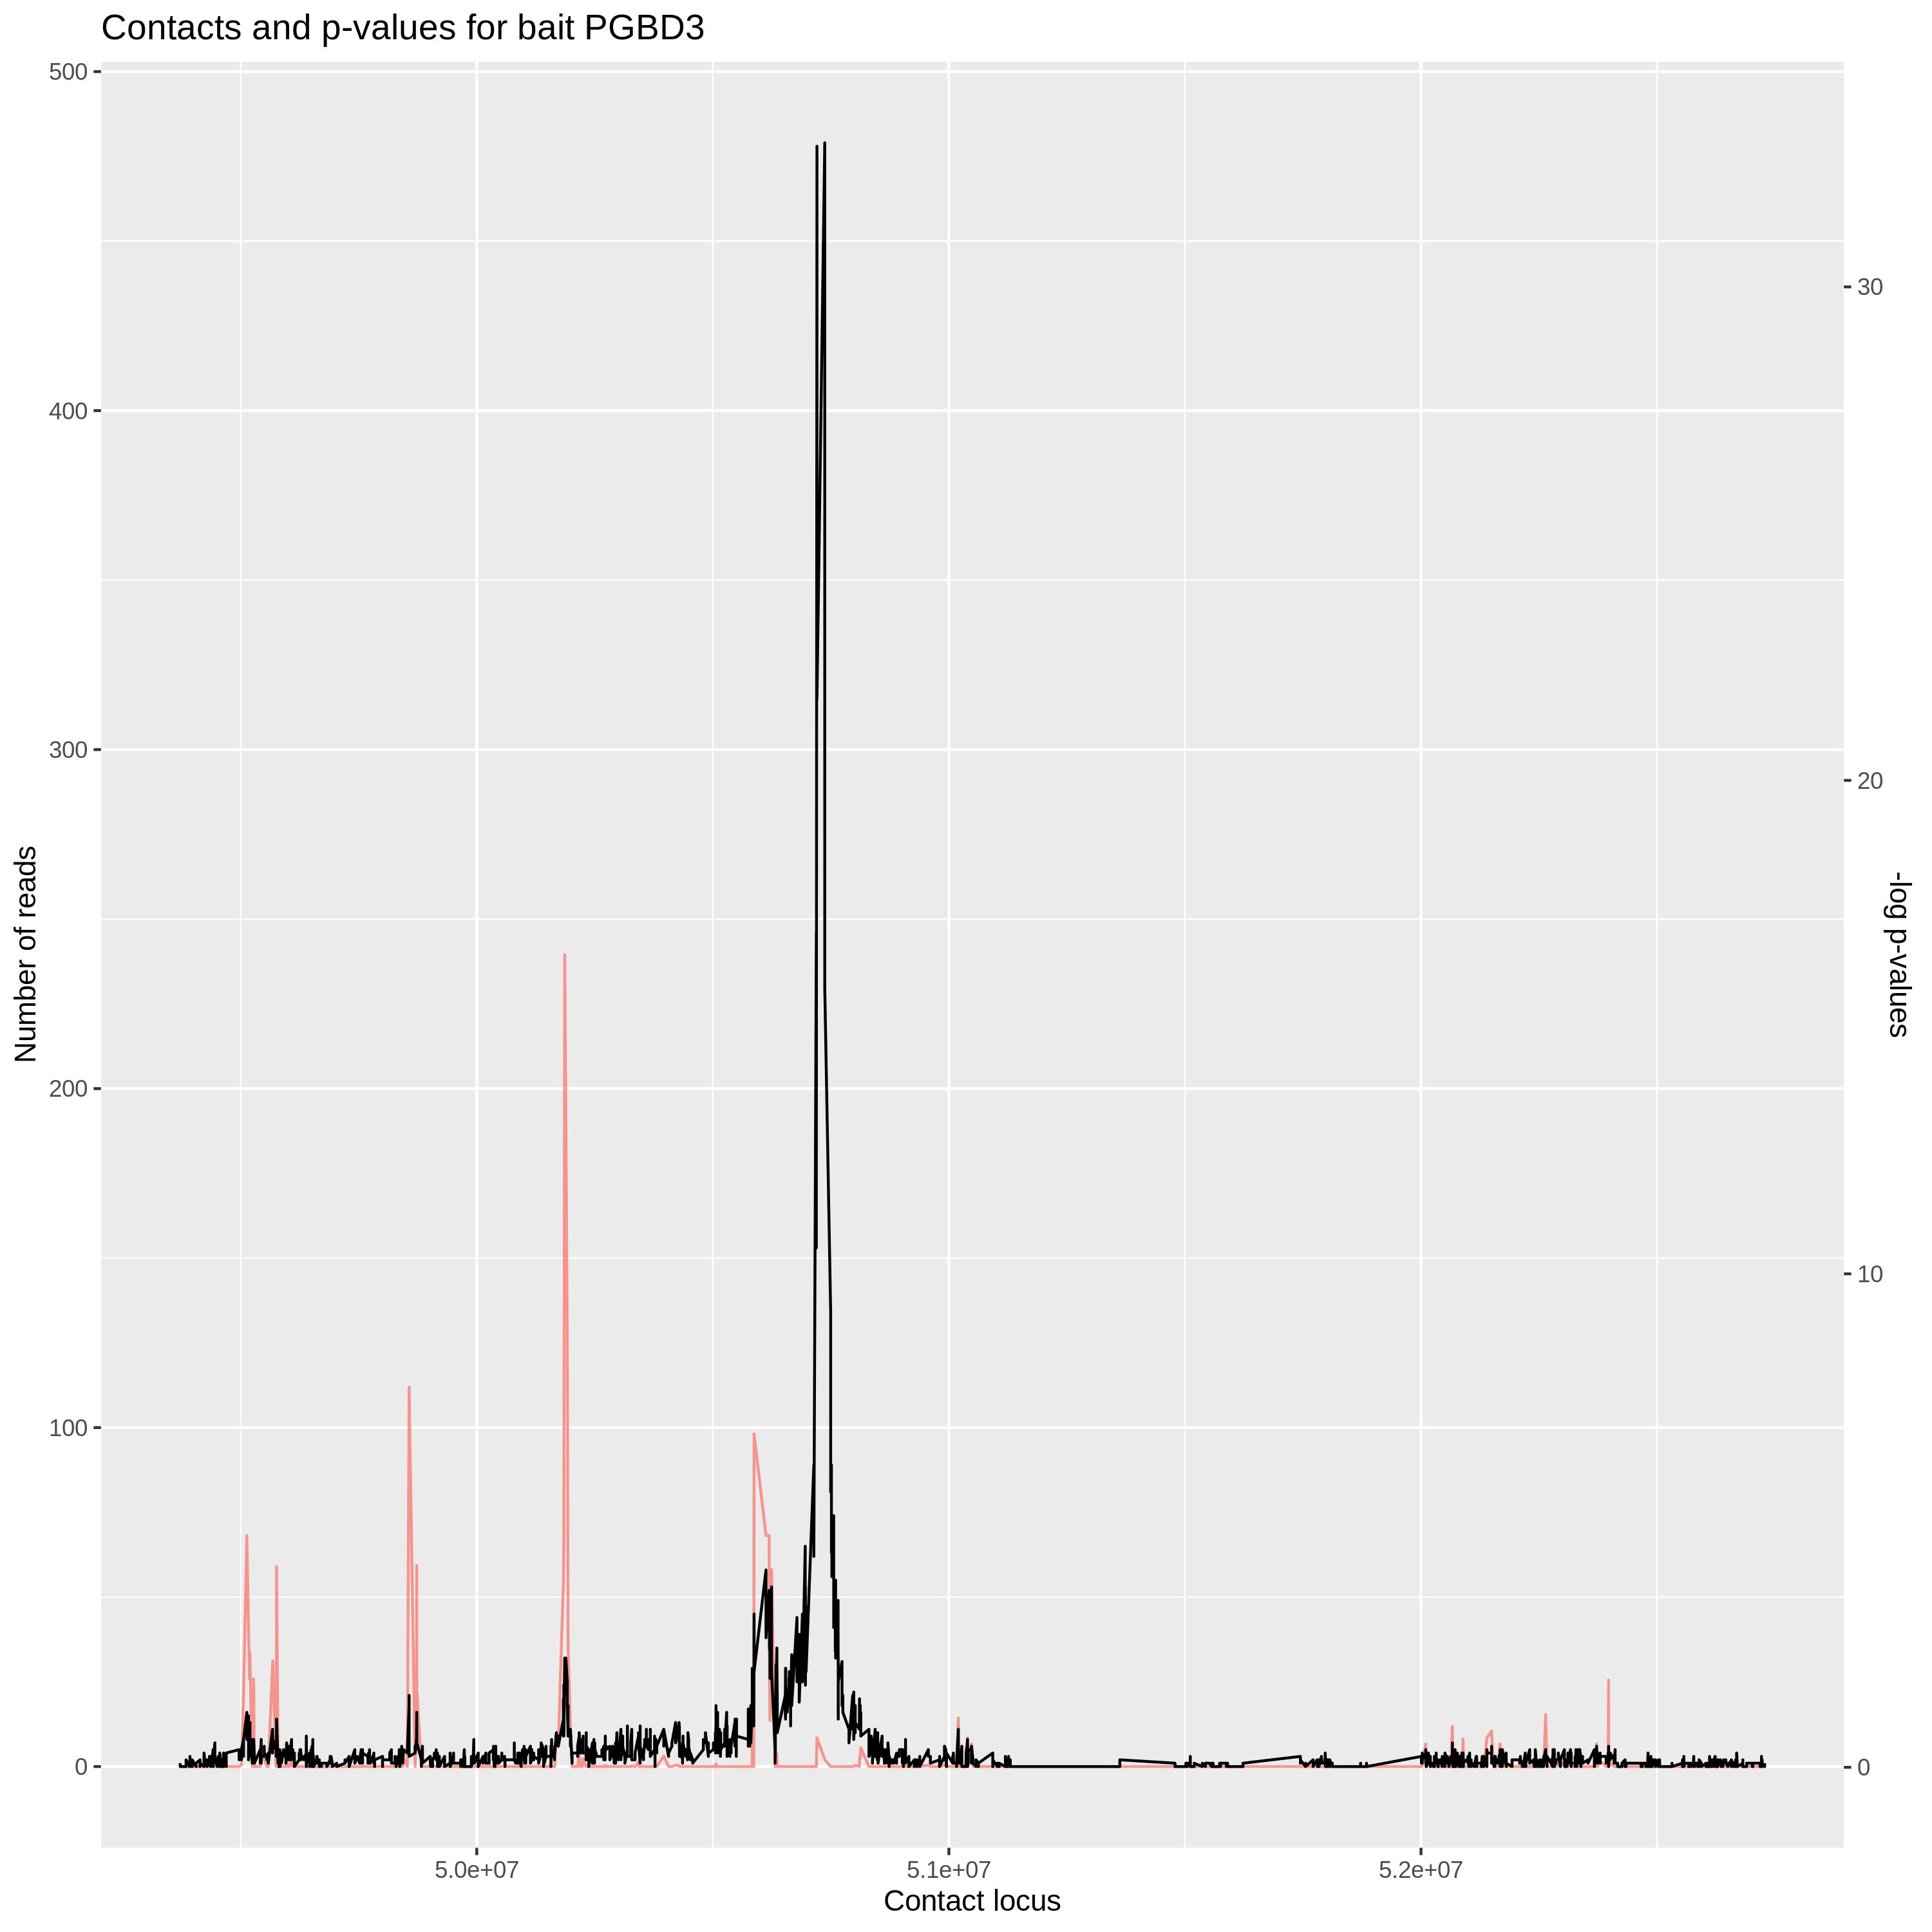 Contacts and p-values for bait PGBD3
500
400
300
200
100
0
Number of reads
30
20
10
0
-log p-values
5.0e+07
5.1e+07
5.2e+07
Contact locus